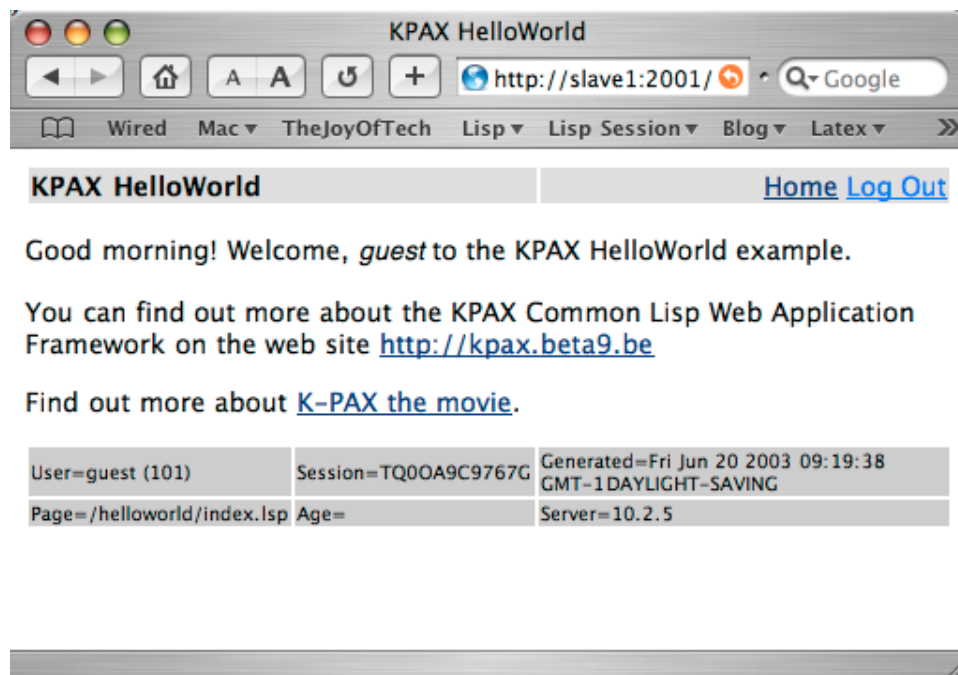 KPAX HelloWorld
A A + http://slave1:2001/ Google
Wired Mac TheJoyOfTech Lisp Lisp Session Blog Latex
KPAX HelloWorld Home Log Out
Good morning! Welcome, guest to the KPAX HelloWorld example.
You can find out more about the KPAX Common Lisp Web Application
Framework on the web site http://kpax.beta9.be
Find out more about K-PAX the movie.
User=guest (101) Session=TQ0OA9C9767G Generated=Fri Jun 20 2003 09:19:38
GMT-1DAYLIGHT-SAVING
Page=/helloworld/index.lsp Age= Server=10.2.5